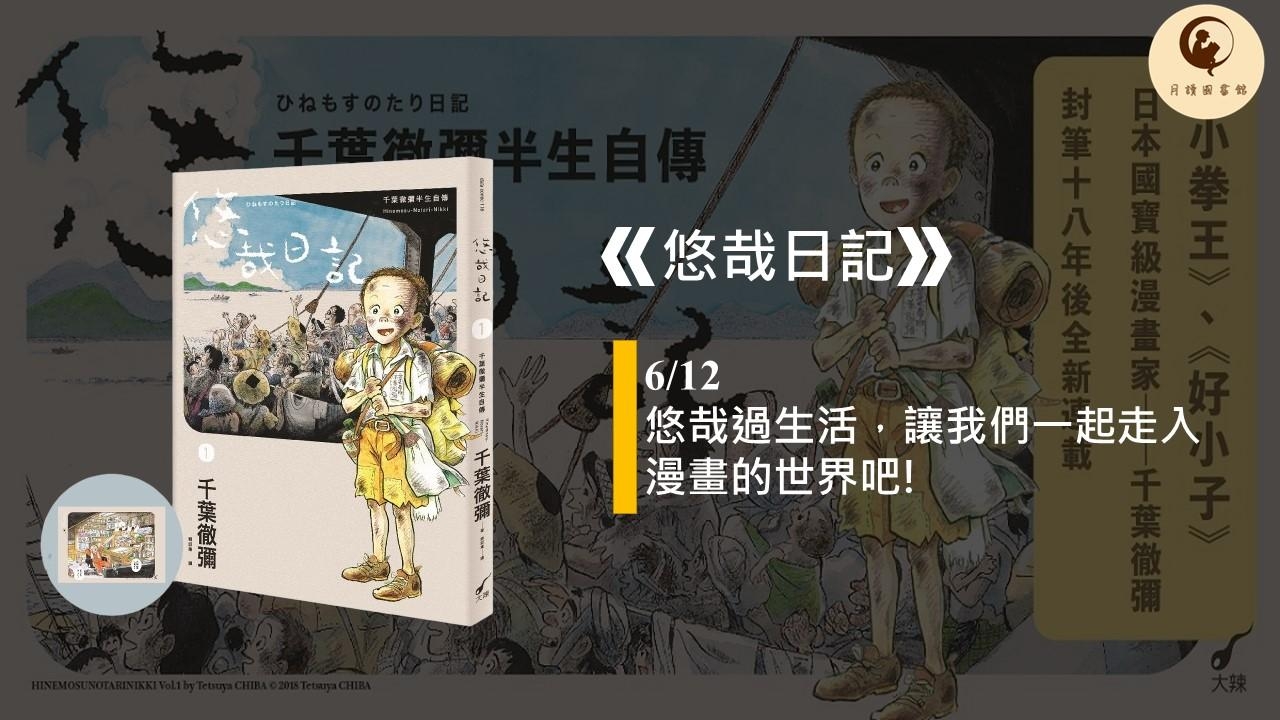 月讀圖書館
ひねもすのたり日記
千葉徹彌半生自傳
小拳王》、《好小子》
日本國寶級漫畫家——千葉徹彌
封筆十八年後全新連載
悠哉日記
ひねもすのたり日記
千葉徹彌半生自傳
Hinemosu-Notari-Nikki
1
千葉徹彌
悠哉日記
1
千葉徹彌半生自傳
千葉徹彌
大辣
《悠哉日記》
6/12
悠哉過生活，讓我們一起走入
漫畫的世界吧!
HINEMOSUNOTARINIKKI Vol.1 by Tetsuya CHIBA © 2018 Tetsuya CHIBA
大辣